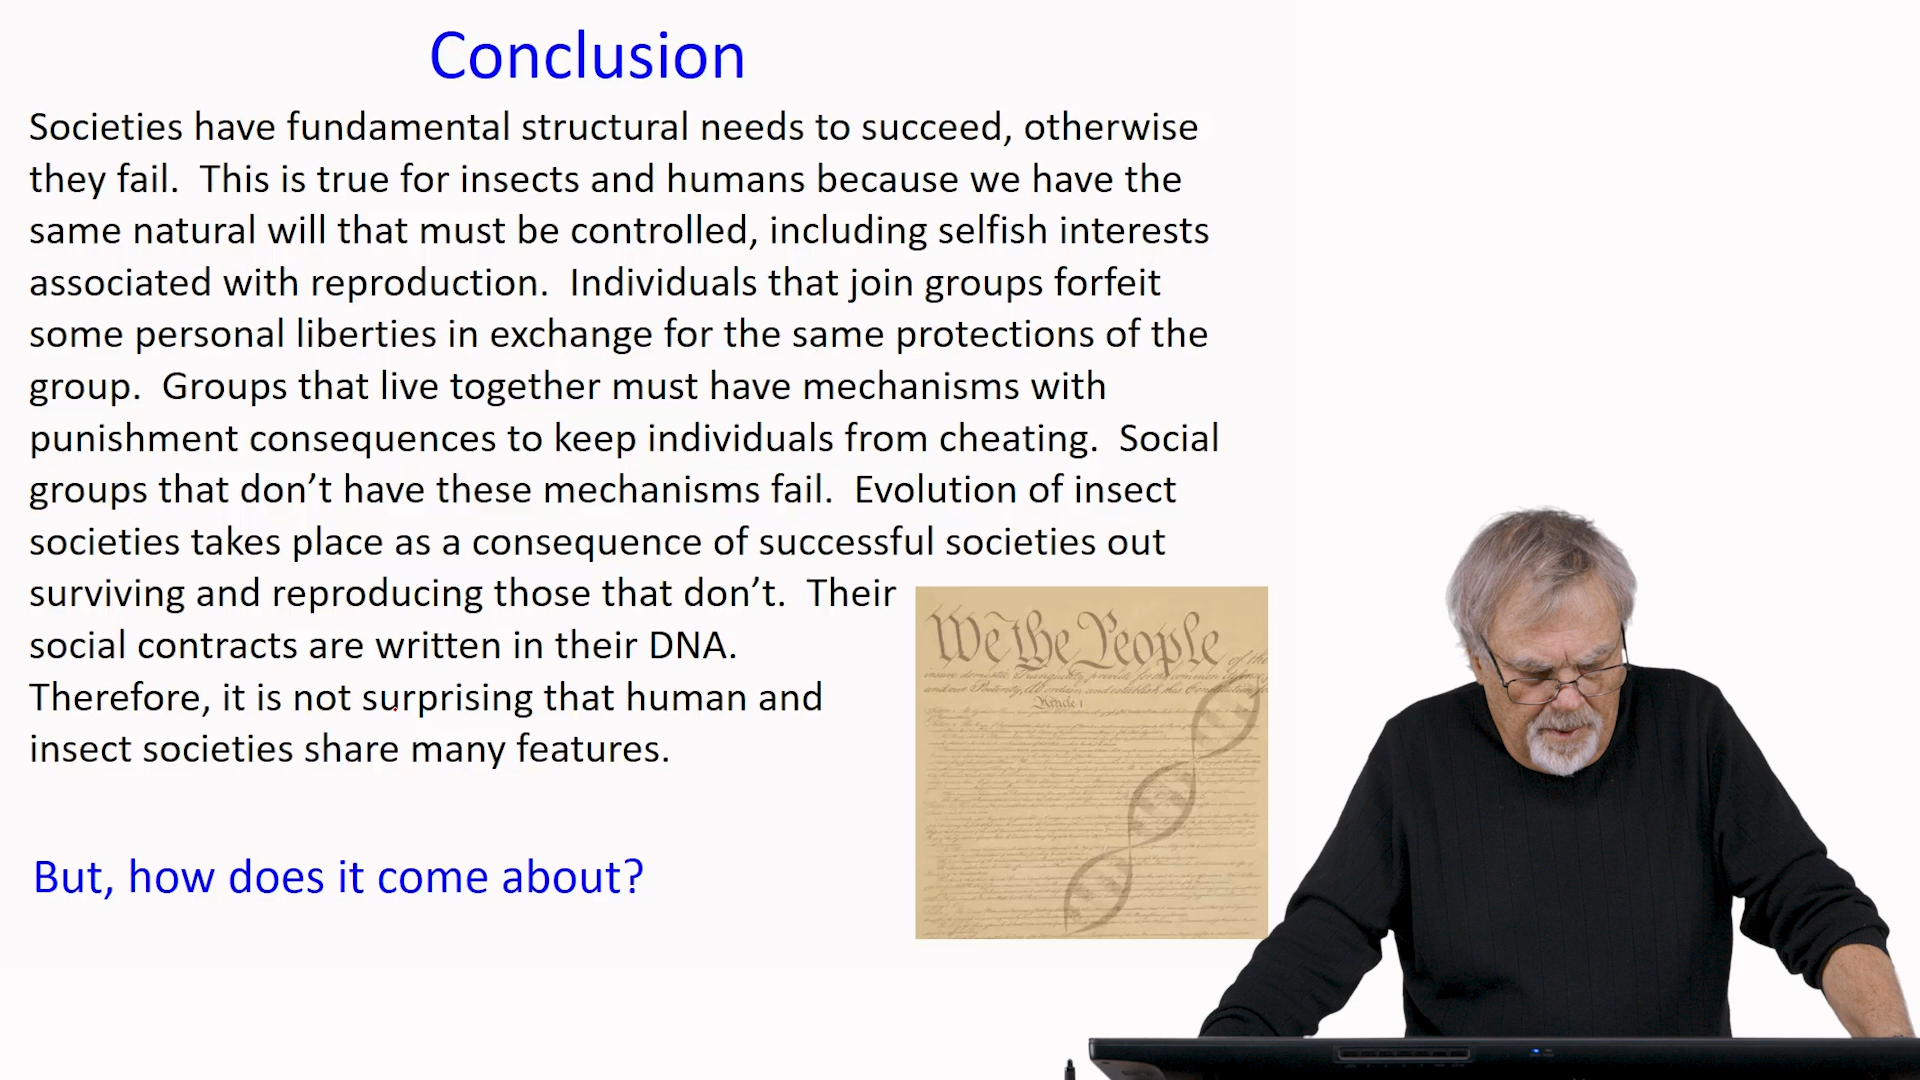 Conclusion
Societies have fundamental structural needs to succeed, otherwise
they fail.  This is true for insects and humans because we have the
same natural will that must be controlled, including selfish interests
associated with reproduction.  Individuals that join groups forfeit
some personal liberties in exchange for the same protections of the
group.  Groups that live together must have mechanisms with
punishment consequences to keep individuals from cheating.  Social
groups that don’t have these mechanisms fail.  Evolution of insect
societies takes place as a consequence of successful societies out
surviving and reproducing those that don’t.  Their
social contracts are written in their DNA.
Therefore, it is not surprising that human and
insect societies share many features.
We the People of the
Article I
But, how does it come about?